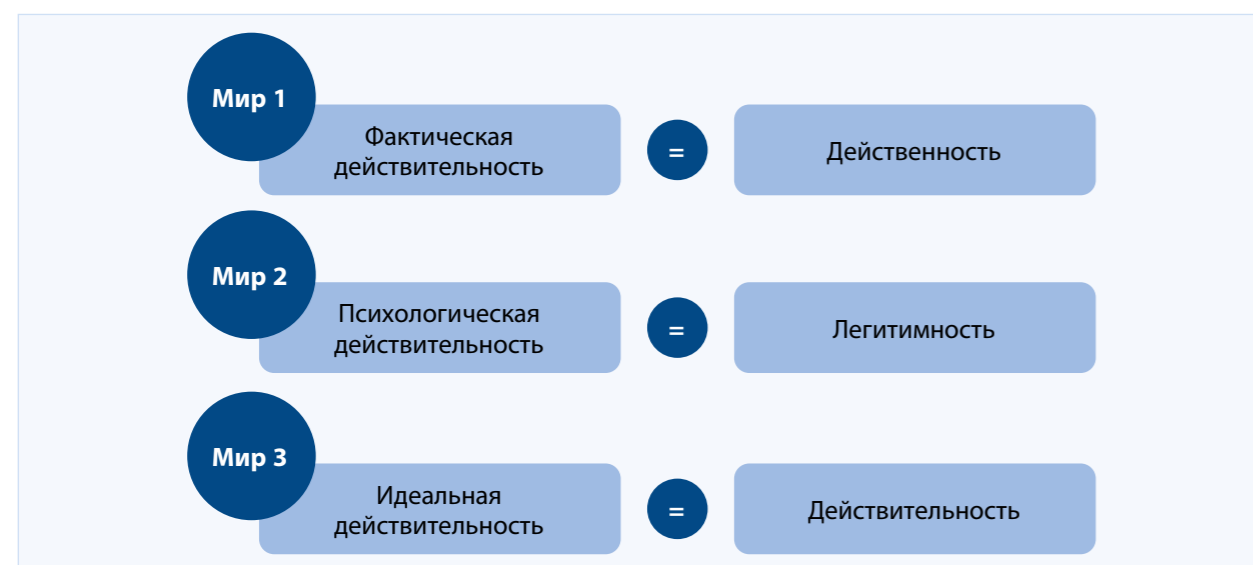 Мир 1
Фактическая
действительность
=
Действенность
Мир 2
Психологическая
действительность
=
Легитимность
Мир 3
Идеальная
действительность
=
Действительность